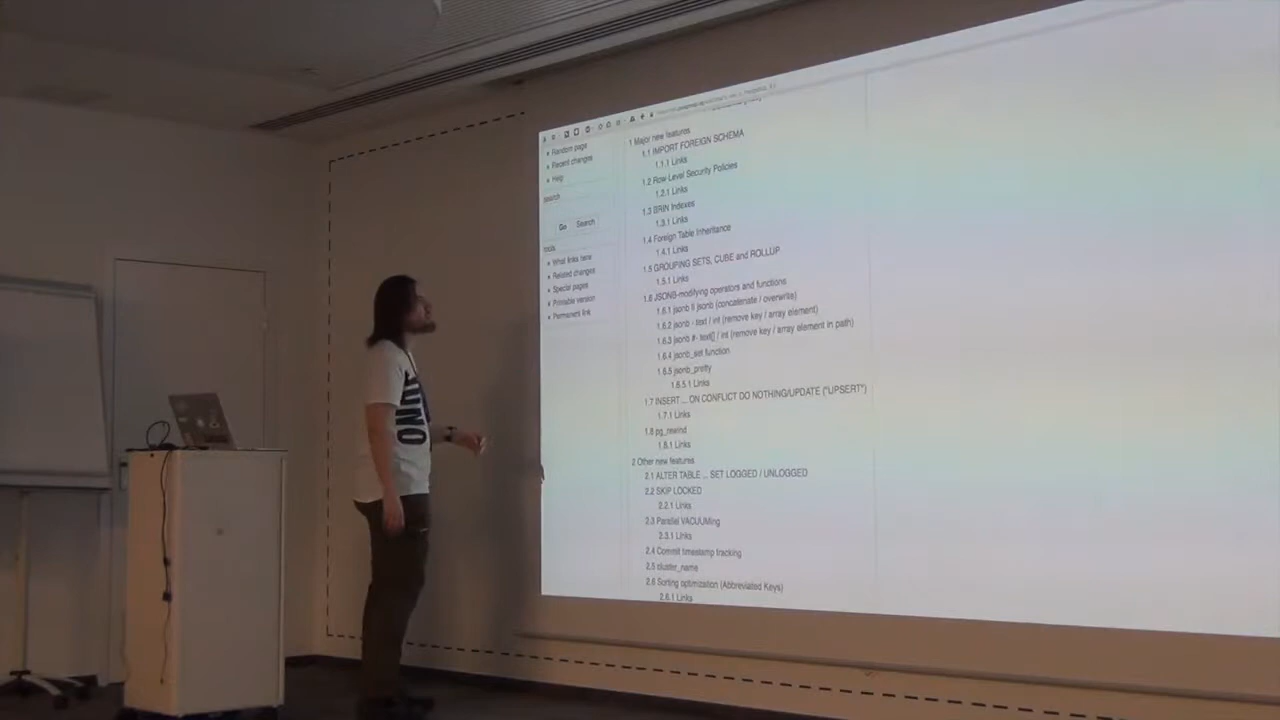 Random page
Recent changes
Help
search
Go Search
tools
What links here
Related changes
Special pages
Printable version
Permanent link
1 Major new features
1.1 IMPORT FOREIGN SCHEMA
1.1.1 Links
1.2 Row Level Security Policies
1.2.1 Links
1.3 BRIN Indexes
1.3.1 Links
1.4 Foreign Table Inheritance
1.4.1 Links
1.5 GROUPING SETS, CUBE and ROLLUP
1.5.1 Links
1.6 JSONB-modifying operators and functions
1.6.1 jsonb || jsonb (concatenate / overwrite)
1.6.2 jsonb - text / int (remove key / array element)
1.6.3 jsonb #- text[] / int (remove key / array element in path)
1.6.4 jsonb_set function
1.6.5 jsonb_pretty
1.6.5.1 Links
1.7 INSERT ... ON CONFLICT DO NOTHING/UPDATE ("UPSERT")
1.7.1 Links
1.8 pg_rewind
1.8.1 Links
2 Other new features
2.1 ALTER TABLE ... SET LOGGED / UNLOGGED
2.2 SKIP LOCKED
2.2.1 Links
2.3 Parallel VACUUMing
2.3.1 Links
2.4 Commit timestamp tracking
2.5 cluster_name
2.6 Sorting optimization (Abbreviated Keys)
2.6.1 Links